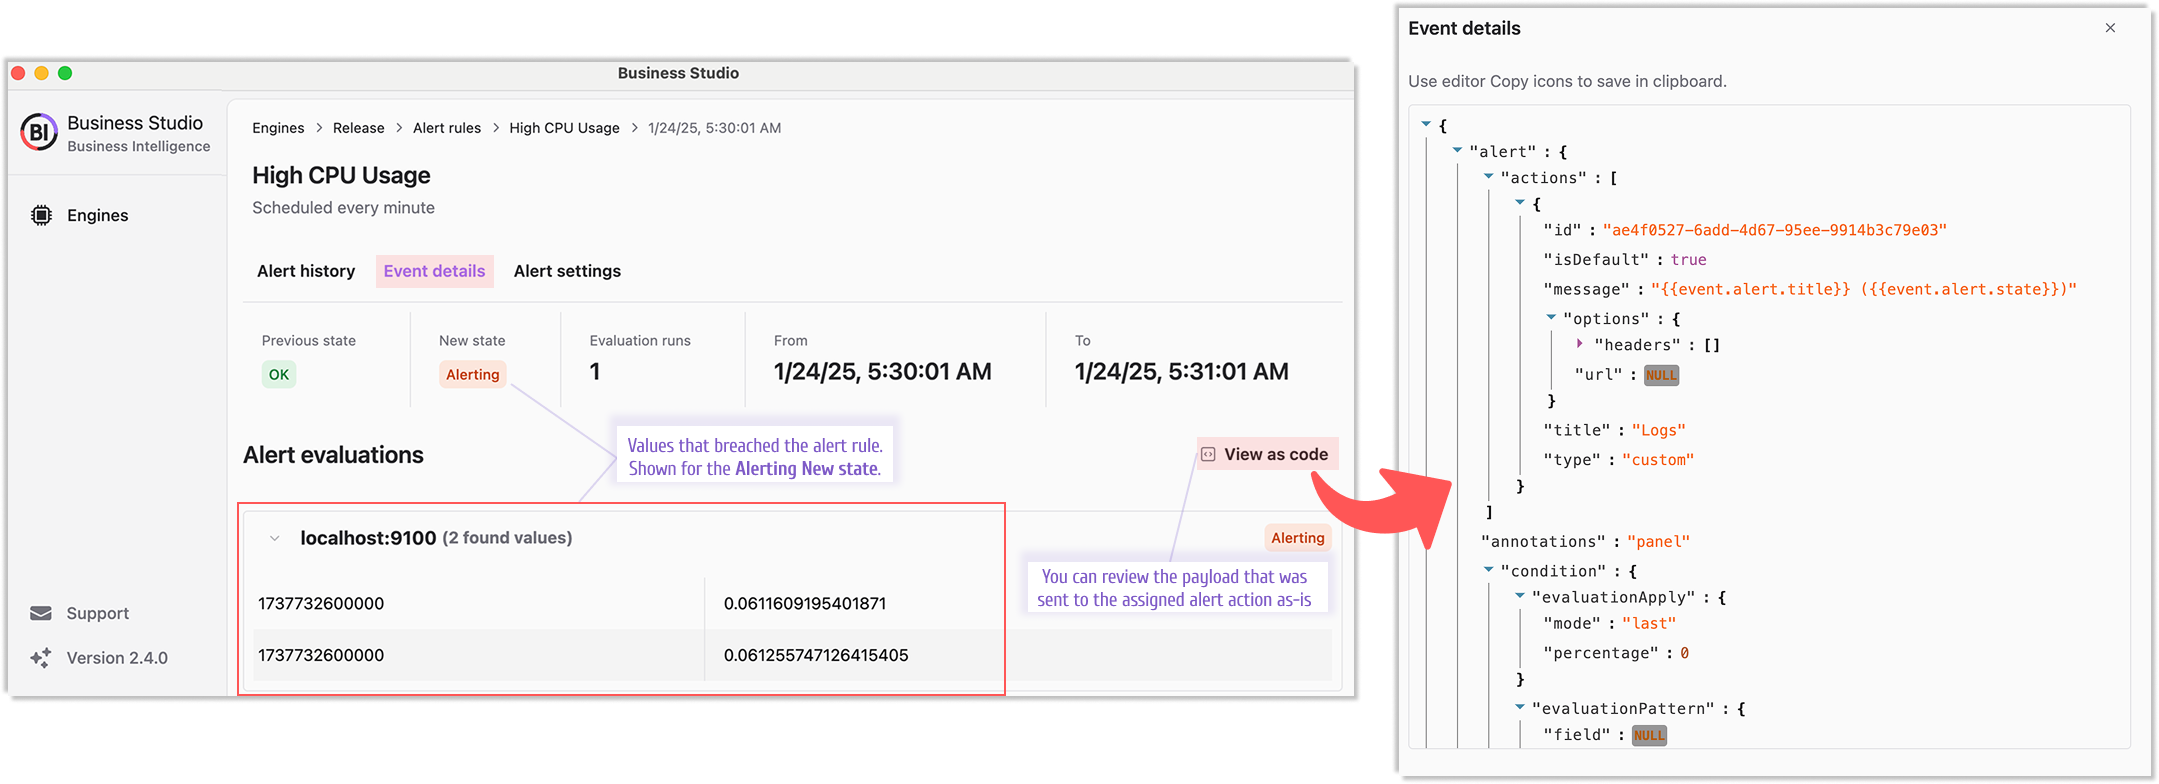 Business Studio
BI
Business Studio
Business Intelligence
Engines
Support
Version 2.4.0
Engines > Release > Alert rules > High CPU Usage > 1/24/25, 5:30:01 AM
High CPU Usage
Scheduled every minute
Alert history Event details Alert settings
Previous state
OK
New state
Alerting
Evaluation runs
1
From
1/24/25, 5:30:01 AM
To
1/24/25, 5:31:01 AM
Values that breached the alert rule.
Shown for the Alerting New state.
Alert evaluations
View as code
localhost:9100 (2 found values)
Alerting
You can review the payload that was
sent to the assigned alert action as-is
1737732600000 0.0611609195401871
1737732600000 0.061255747126415405
Event details
Use editor Copy icons to save in clipboard.
{
"alert" : {
"actions" : [
{
"id" : "ae4f0527-6add-4d67-95ee-9914b3c79e03"
"isDefault" : true
"message" : "{{event.alert.title}} ({{event.alert.state}})"
"options" : {
"headers" : []
"url" : NULL
}
"title" : "Logs"
"type" : "custom"
}
]
"annotations" : "panel"
"condition" : {
"evaluationApply" : {
"mode" : "last"
"percentage" : 0
}
"evaluationPattern" : {
"field" : NULL